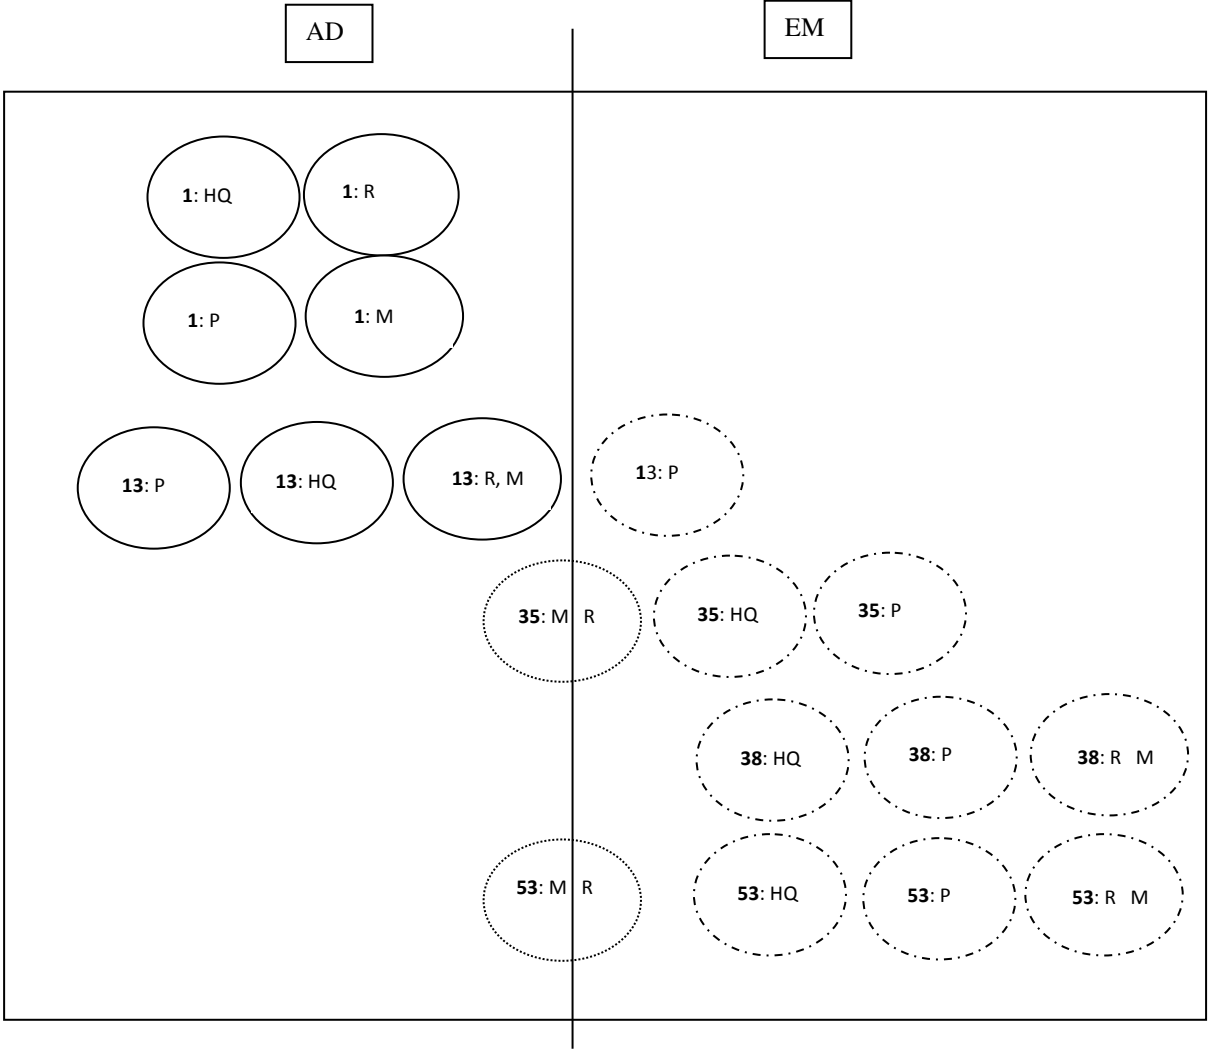 AD
EM
1: HQ
1: R
1: P
1: M
13: P
13: HQ
13: R, M
13: P
35: M R
35: HQ
35: P
38: HQ
38: P
38: R M
53: M R
53: HQ
53: P
53: R M